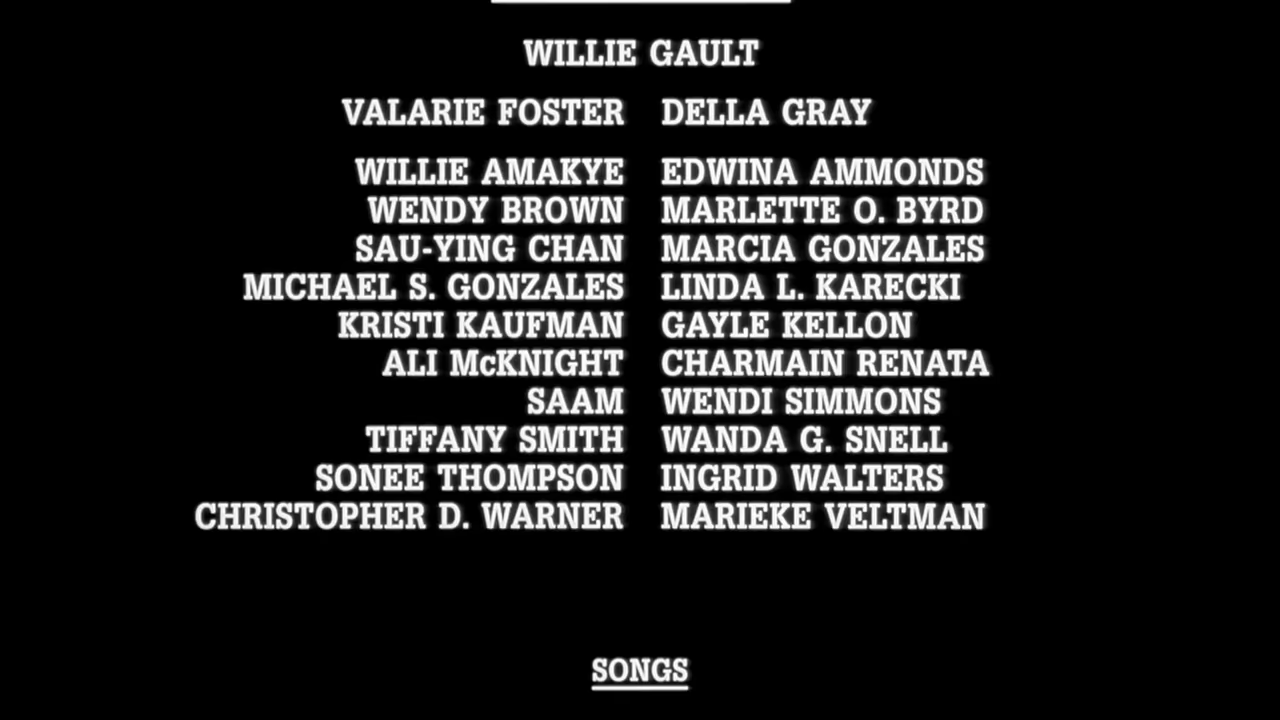 WILLIE GAULT
VALARIE FOSTER DELLA GRAY
WILLIE AMAKYE EDWINA AMMONDS
WENDY BROWN MARLETTE O. BYRD
SAU-YING CHAN MARCIA GONZALES
MICHAEL S. GONZALES LINDA L. KARECKI
KRISTI KAUFMAN GAYLE KELLON
ALI McKNIGHT CHARMAIN RENATA
SAAM WENDI SIMMONS
TIFFANY SMITH WANDA G. SNELL
SONEE THOMPSON INGRID WALTERS
CHRISTOPHER D. WARNER MARIEKE VELTMAN
SONGS